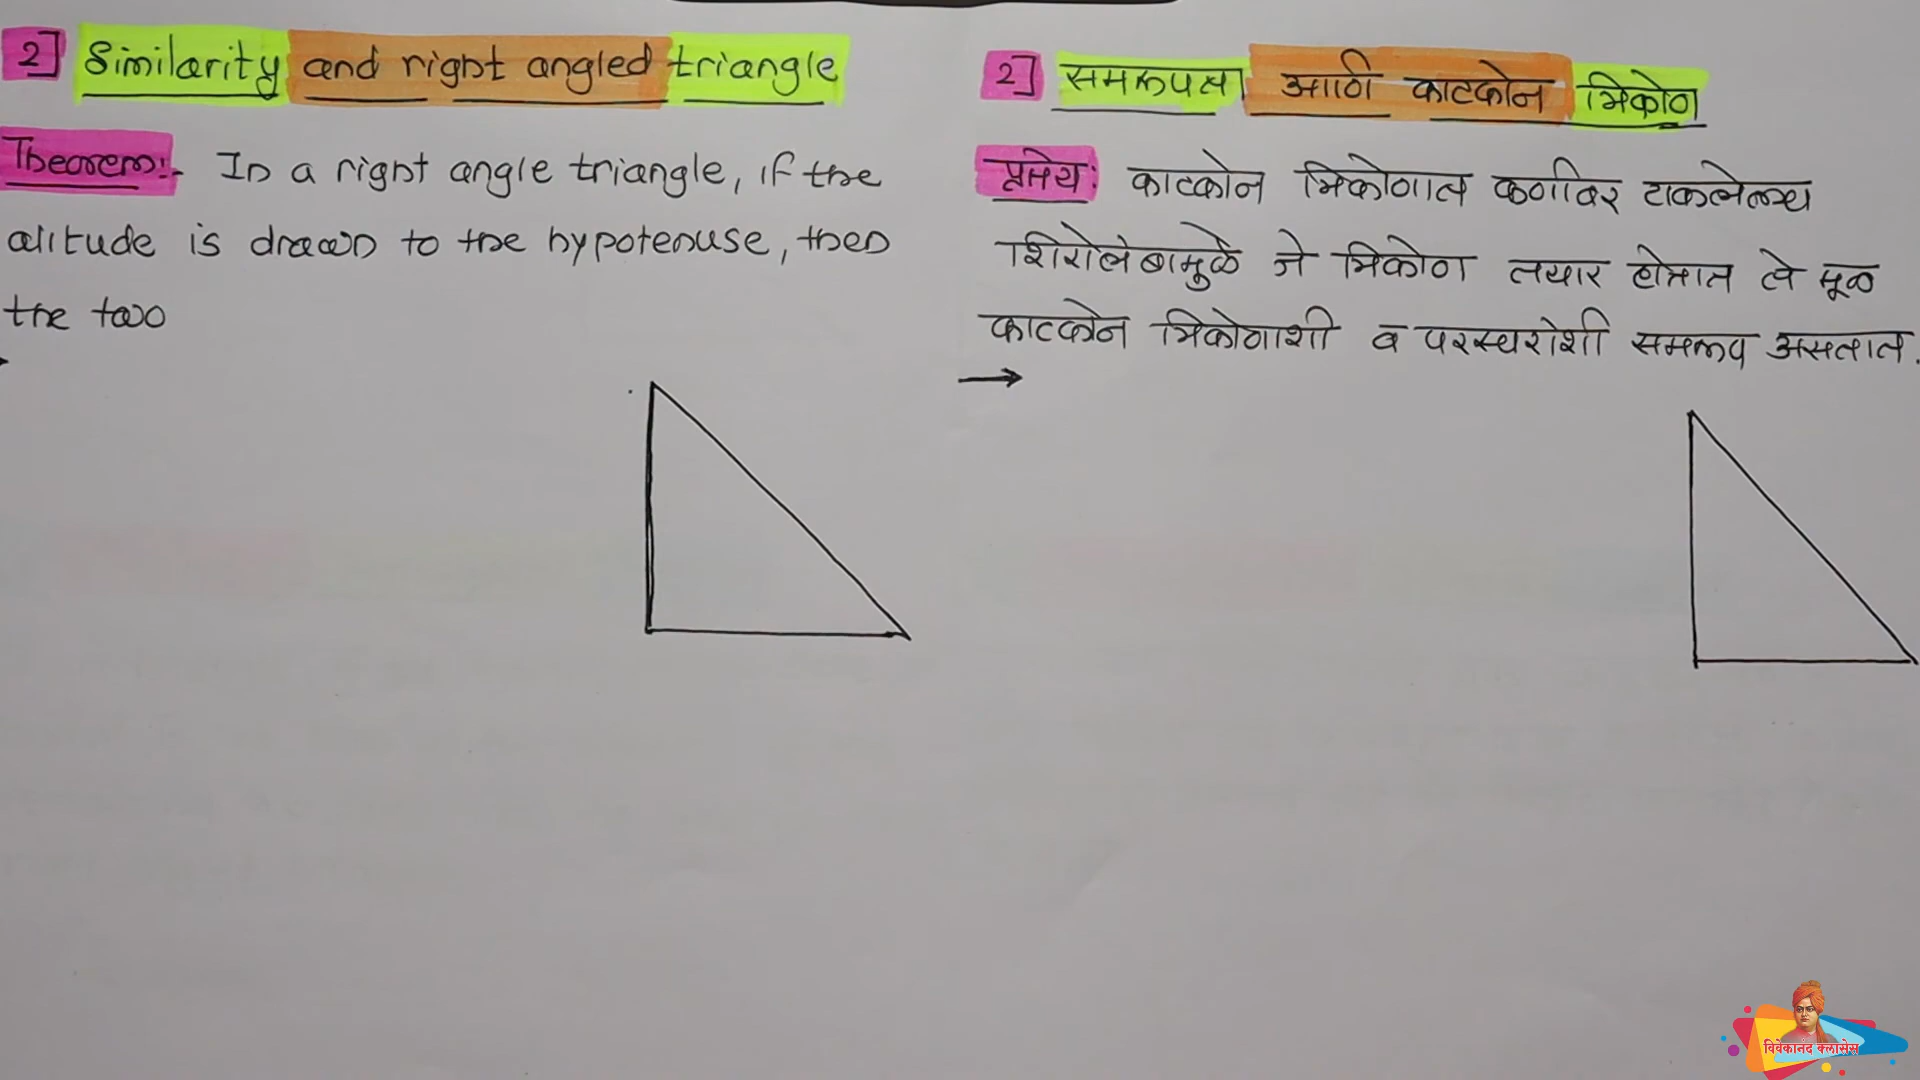 2] Similarity and right angled triangle
Theorem:- In a right angle triangle, if the
altitude is drawn to the hypotenuse, then
the two
2] समरूपता आणि काटकोन त्रिकोण
प्रमेय: काटकोन त्रिकोणात कर्णावर टाकलेल्या
शिरोलंबामुळे जे त्रिकोण तयार होतात ते मूळ
काटकोन त्रिकोणाशी व परस्परांशी समरूप असतात.
विवेकानंद क्लासेस